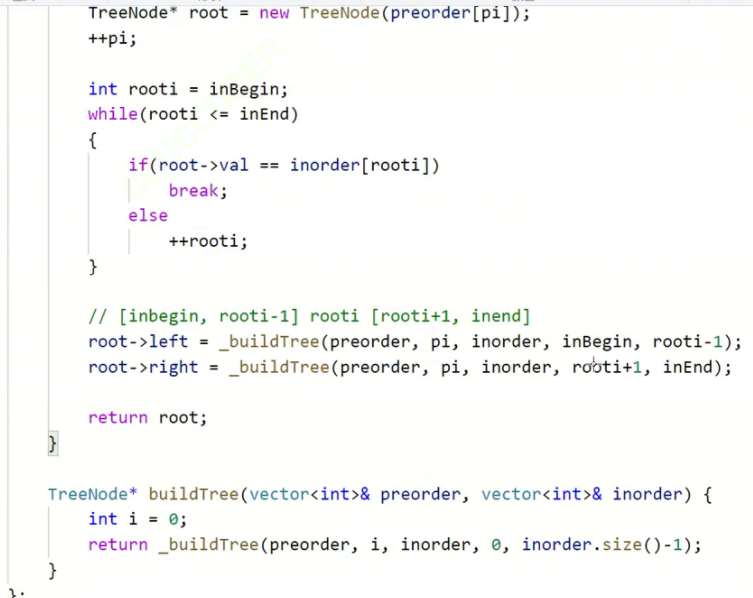 TreeNode* root = new TreeNode(preorder[pi]);
++pi;
int rooti = inBegin;
while(rooti <= inEnd)
{
if(root->val == inorder[rooti])
break;
else
++rooti;
}
// [inbegin, rooti-1] rooti [rooti+1, inend]
root->left = _buildTree(preorder, pi, inorder, inBegin, rooti-1);
root->right = _buildTree(preorder, pi, inorder, rooti+1, inEnd);
return root;
}
TreeNode* buildTree(vector<int>& preorder, vector<int>& inorder) {
int i = 0;
return _buildTree(preorder, i, inorder, 0, inorder.size()-1);
}
};